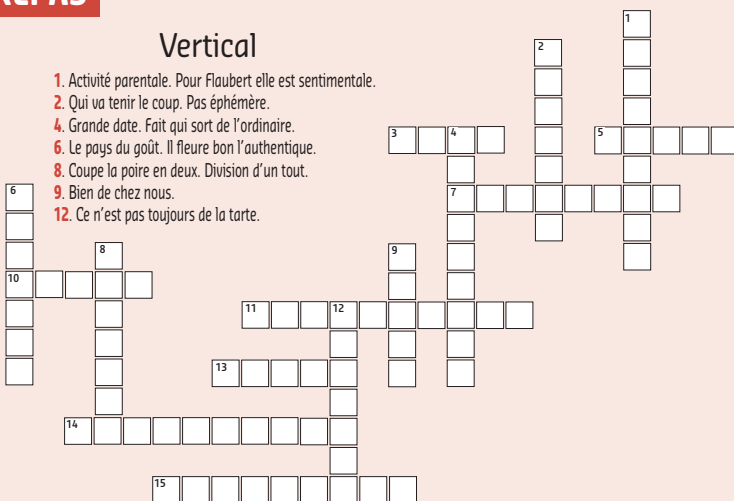 Vertical
1. Activité parentale. Pour Flaubert elle est sentimentale.
2. Qui va tenir le coup. Pas éphémère.
4. Grande date. Fait qui sort de l'ordinaire.
6. Le pays du goût. Il fleure bon l'authentique.
8. Coupe la poire en deux. Division d'un tout.
9. Bien de chez nous.
12. Ce n'est pas toujours de la tarte.
1
2
3
4
5
6
7
8
9
10
11
12
13
14
15